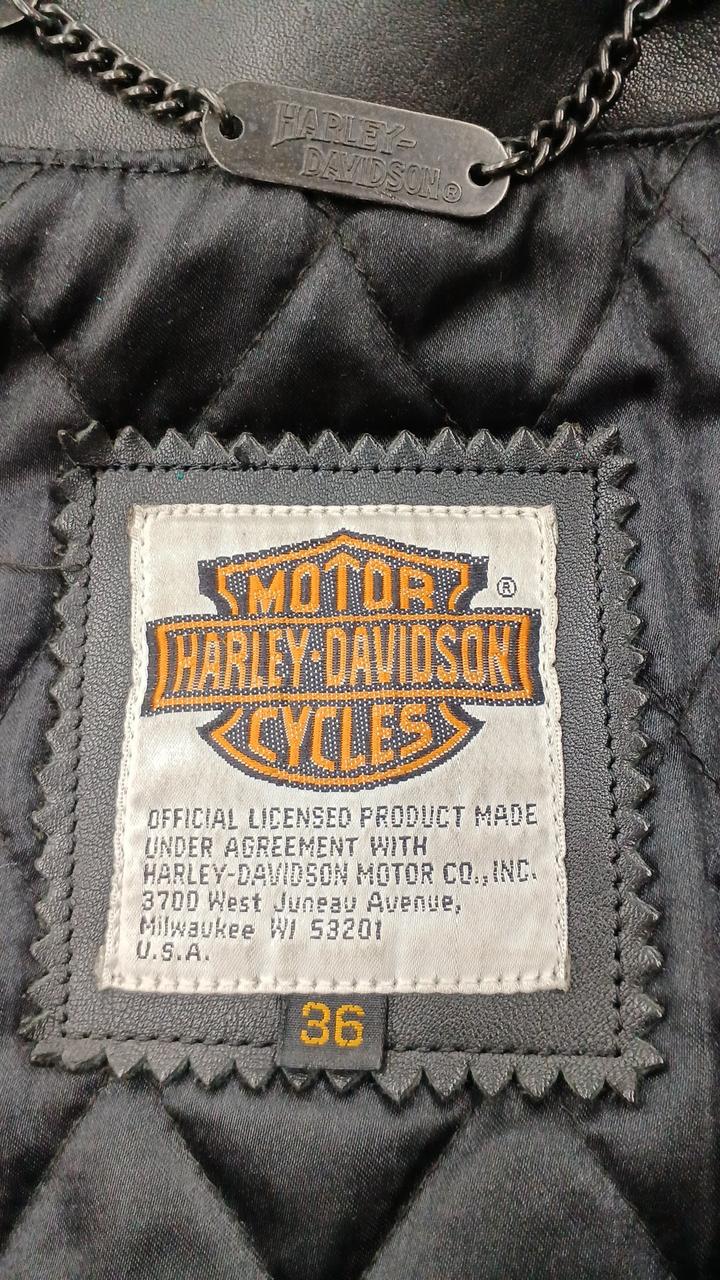 HARLEY-
DAVIDSON®
MOTOR ®
HARLEY-DAVIDSON
CYCLES
OFFICIAL LICENSED PRODUCT MADE
UNDER AGREEMENT WITH
HARLEY-DAVIDSON MOTOR CO., INC.
3700 West Juneau Avenue,
Milwaukee WI 53201
U.S.A.
36